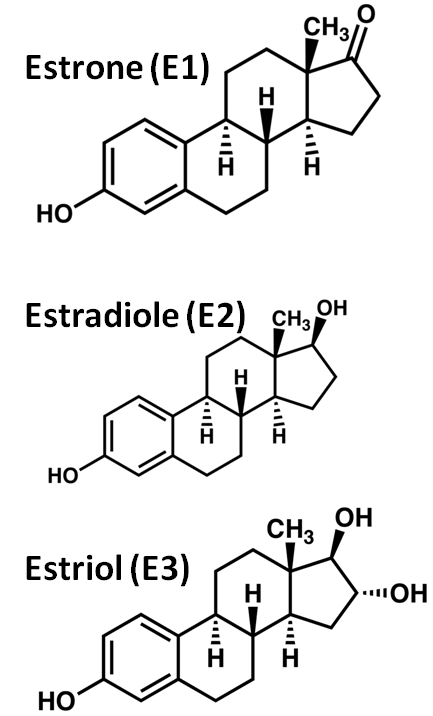 CH₃ O
Estrone (E1)
H
H H
HO
Estradiole (E2) CH₃ OH
H
H H
HO
CH₃ OH
Estriol (E3) OH
H
H H
HO